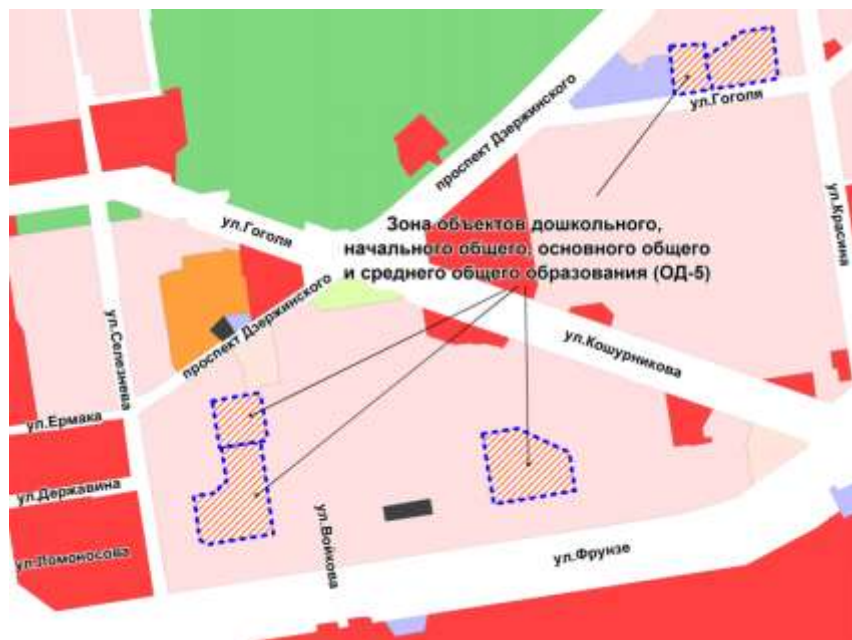 ул.Гоголя
проспект Дзержинского
ул.Красина
Зона объектов дошкольного,
начального общего, основного общего
и среднего общего образования (ОД-5)
ул.Гоголя
проспект Дзержинского
ул.Селезнева
ул.Кошурникова
ул.Ермака
ул.Державина
ул.Войкова
ул.Ломоносова
ул.Фрунзе